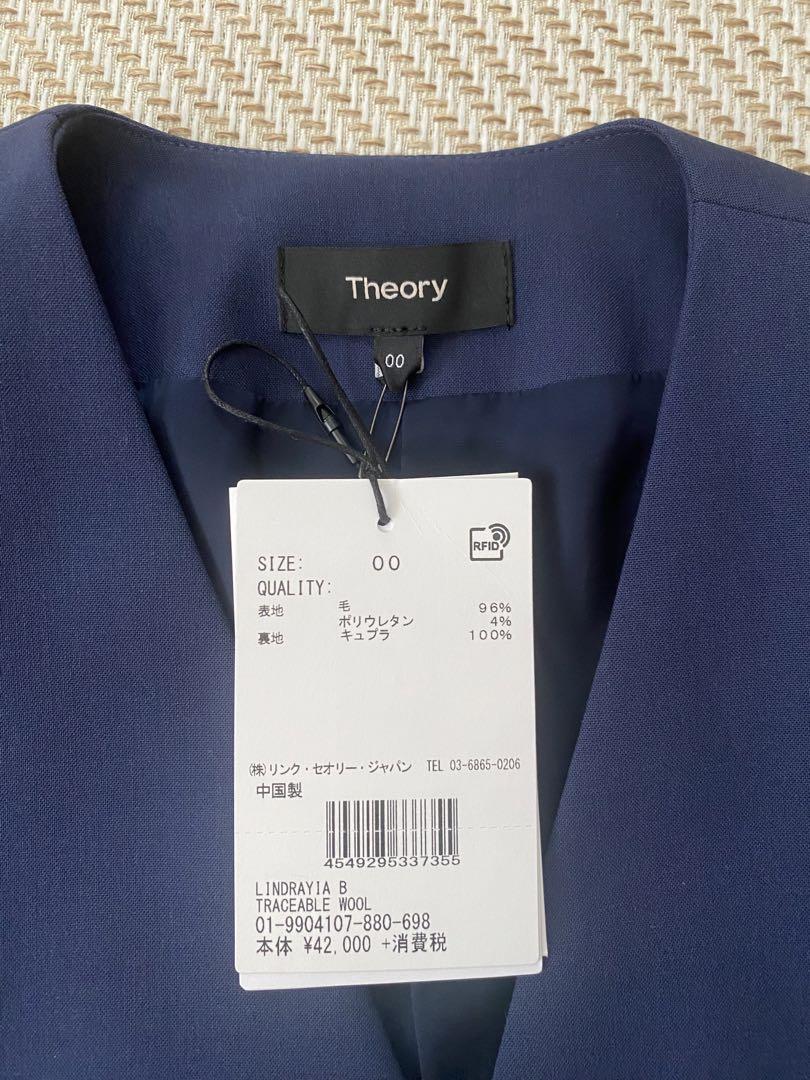 Theory
00
RFID
SIZE: 00
QUALITY:
表地 毛 96%
ポリウレタン 4%
裏地 キュプラ 100%
(株)リンク・セオリー・ジャパン TEL 03-6865-0206
中国製
4549295337355
LINDRAYIA B
TRACEABLE WOOL
01-9904107-880-698
本体 ¥42,000 +消費税